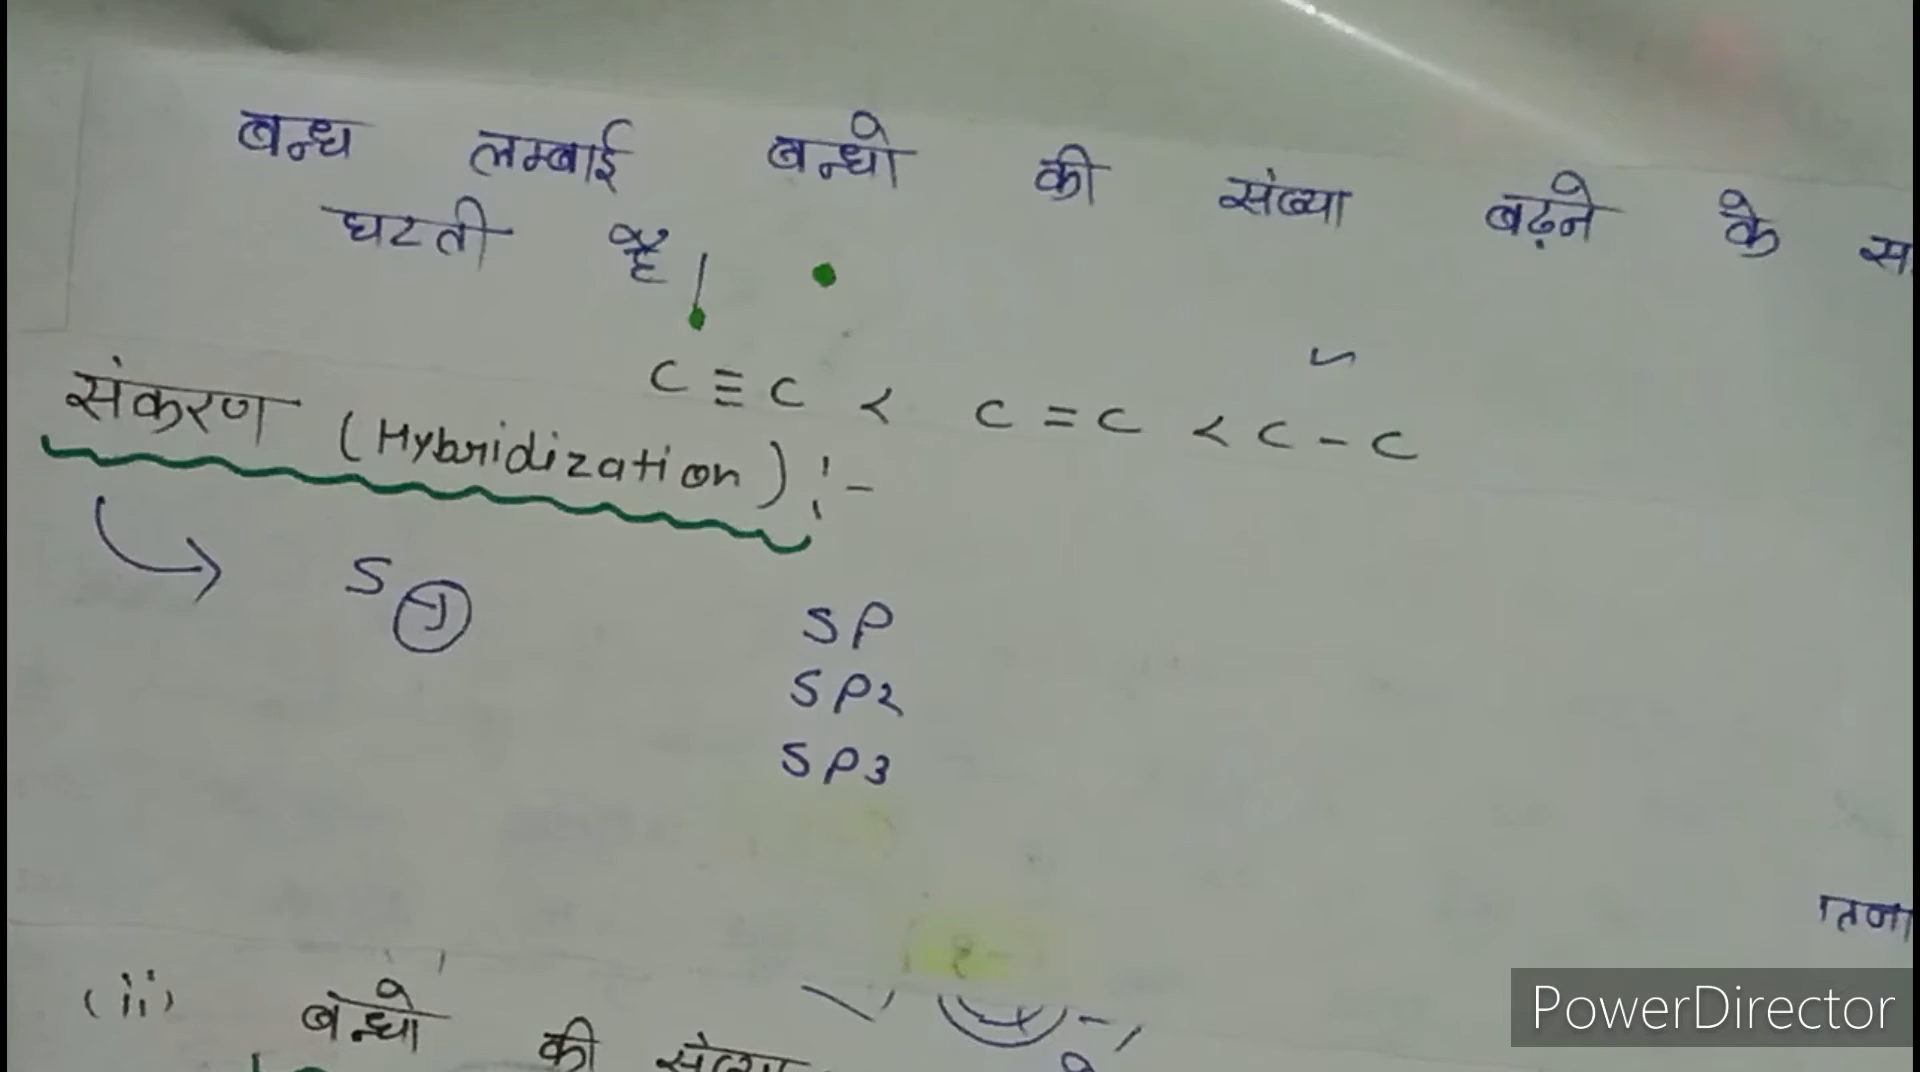 बन्ध लम्बाई बन्धो की संख्या बढ़ने के
घटती है।
C ≡ C < C = C < C - C
संकरण (Hybridization) :-
S
SP
SP2
SP3
(ii) बन्धो की संख्या
PowerDirector